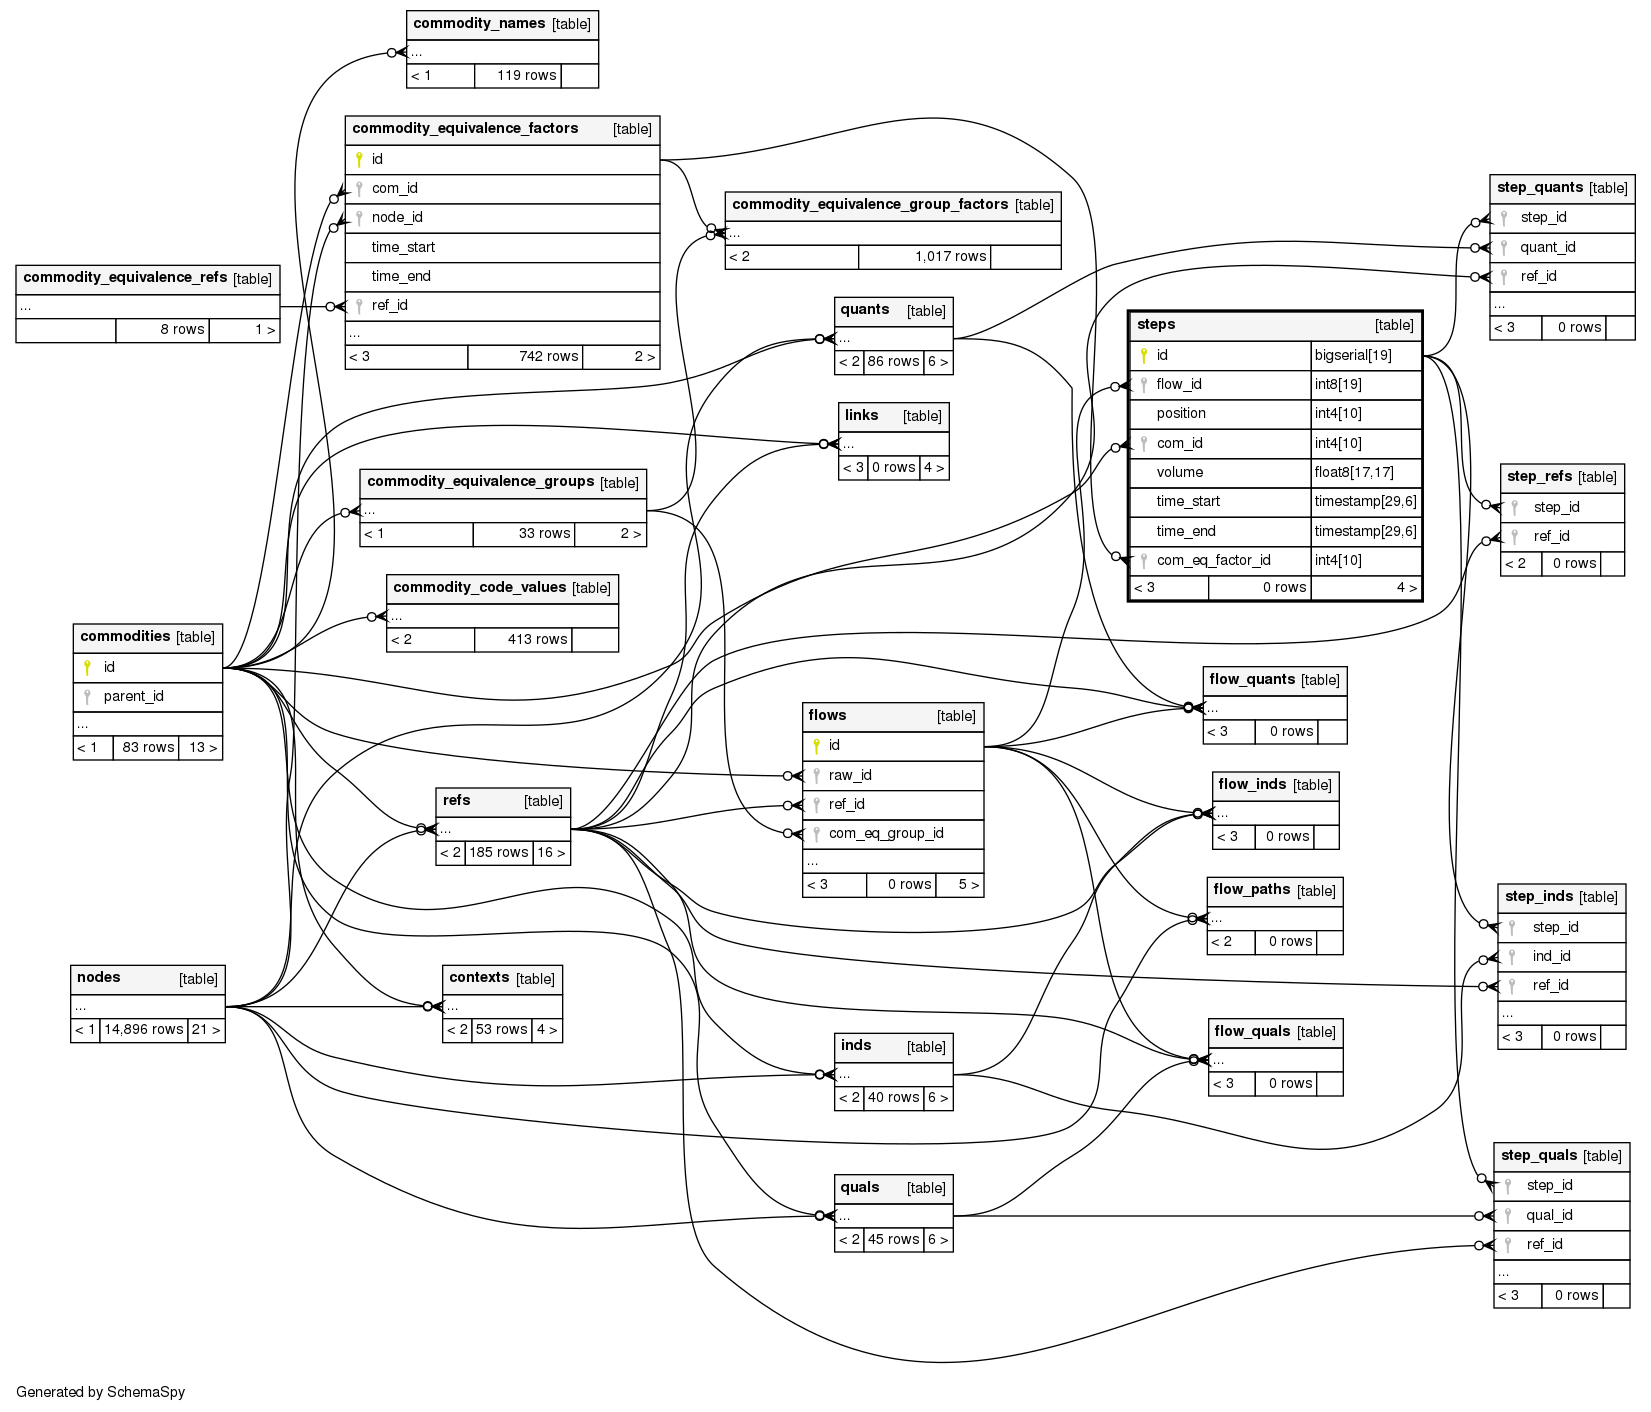 commodity_names [table]
...
< 1 119 rows
commodity_equivalence_factors [table]
id
com_id
node_id
time_start
time_end
ref_id
...
< 3 742 rows 2 >
commodity_equivalence_refs [table]
...
8 rows 1 >
commodity_equivalence_group_factors [table]
...
< 2 1,017 rows
quants [table]
...
< 2 86 rows 6 >
links [table]
...
< 3 0 rows 4 >
commodity_equivalence_groups [table]
...
< 1 33 rows 2 >
commodity_code_values [table]
...
< 2 413 rows
commodities [table]
id
parent_id
...
< 1 83 rows 13 >
refs [table]
...
< 2 185 rows 16 >
nodes [table]
...
< 1 14,896 rows 21 >
contexts [table]
...
< 2 53 rows 4 >
flows [table]
id
raw_id
ref_id
com_eq_group_id
...
< 3 0 rows 5 >
inds [table]
...
< 2 40 rows 6 >
quals [table]
...
< 2 45 rows 6 >
steps [table]
id bigserial[19]
flow_id int8[19]
position int4[10]
com_id int4[10]
volume float8[17,17]
time_start timestamp[29,6]
time_end timestamp[29,6]
com_eq_factor_id int4[10]
< 3 0 rows 4 >
flow_quants [table]
...
< 3 0 rows
flow_inds [table]
...
< 3 0 rows
flow_paths [table]
...
< 2 0 rows
flow_quals [table]
...
< 3 0 rows
step_quants [table]
step_id
quant_id
ref_id
...
< 3 0 rows
step_refs [table]
step_id
ref_id
< 2 0 rows
step_inds [table]
step_id
ind_id
ref_id
...
< 3 0 rows
step_quals [table]
step_id
qual_id
ref_id
...
< 3 0 rows
Generated by SchemaSpy